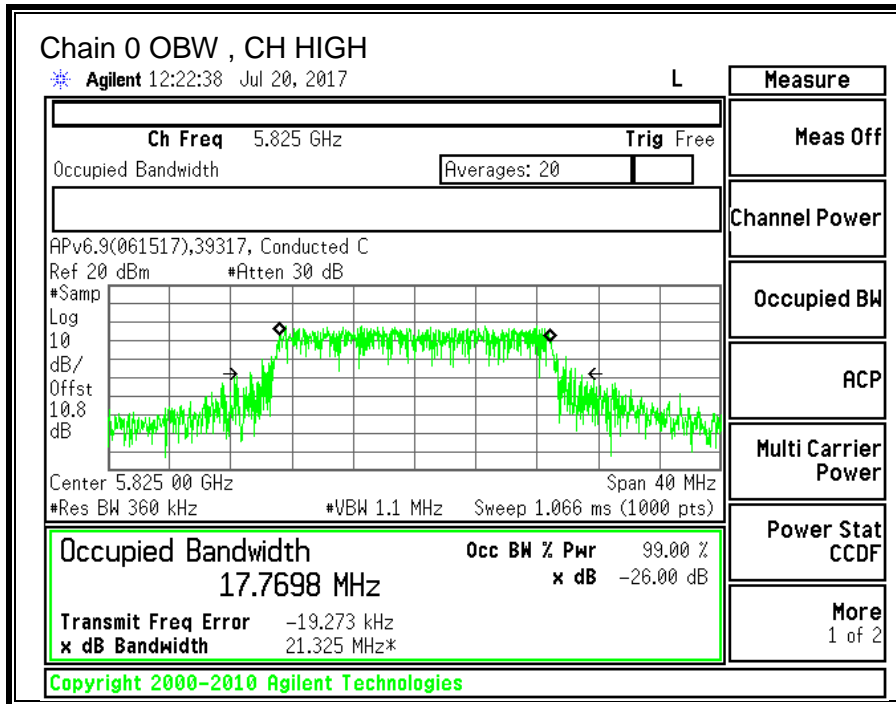 Chain 0 OBW , CH HIGH
Agilent 12:22:38 Jul 20, 2017 L
Measure
Ch Freq 5.825 GHz Trig Free
Meas Off
Occupied Bandwidth Averages: 20
Channel Power
APv6.9(061517),39317, Conducted C
Ref 20 dBm #Atten 30 dB
#Samp
Log
10
dB/
Offst
10.8
dB
Occupied BW
ACP
Center 5.825 00 GHz Span 40 MHz
#Res BW 360 kHz #VBW 1.1 MHz Sweep 1.066 ms (1000 pts)
Multi Carrier
Power
Occupied Bandwidth Occ BW % Pwr 99.00 %
17.7698 MHz x dB -26.00 dB
Transmit Freq Error -19.273 kHz
x dB Bandwidth 21.325 MHz*
Power Stat
CCDF
More
1 of 2
Copyright 2000-2010 Agilent Technologies